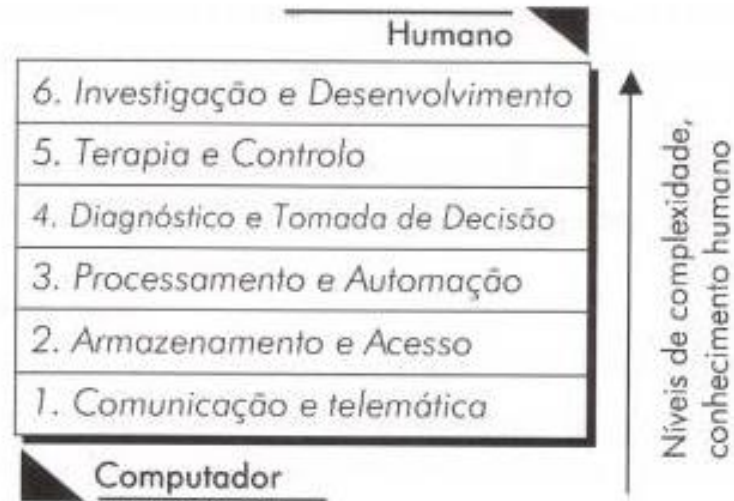 Humano
6. Investigação e Desenvolvimento
5. Terapia e Controlo
4. Diagnóstico e Tomada de Decisão
3. Processamento e Automação
2. Armazenamento e Acesso
1. Comunicação e telemática
Computador
Níveis de complexidade,
conhecimento humano